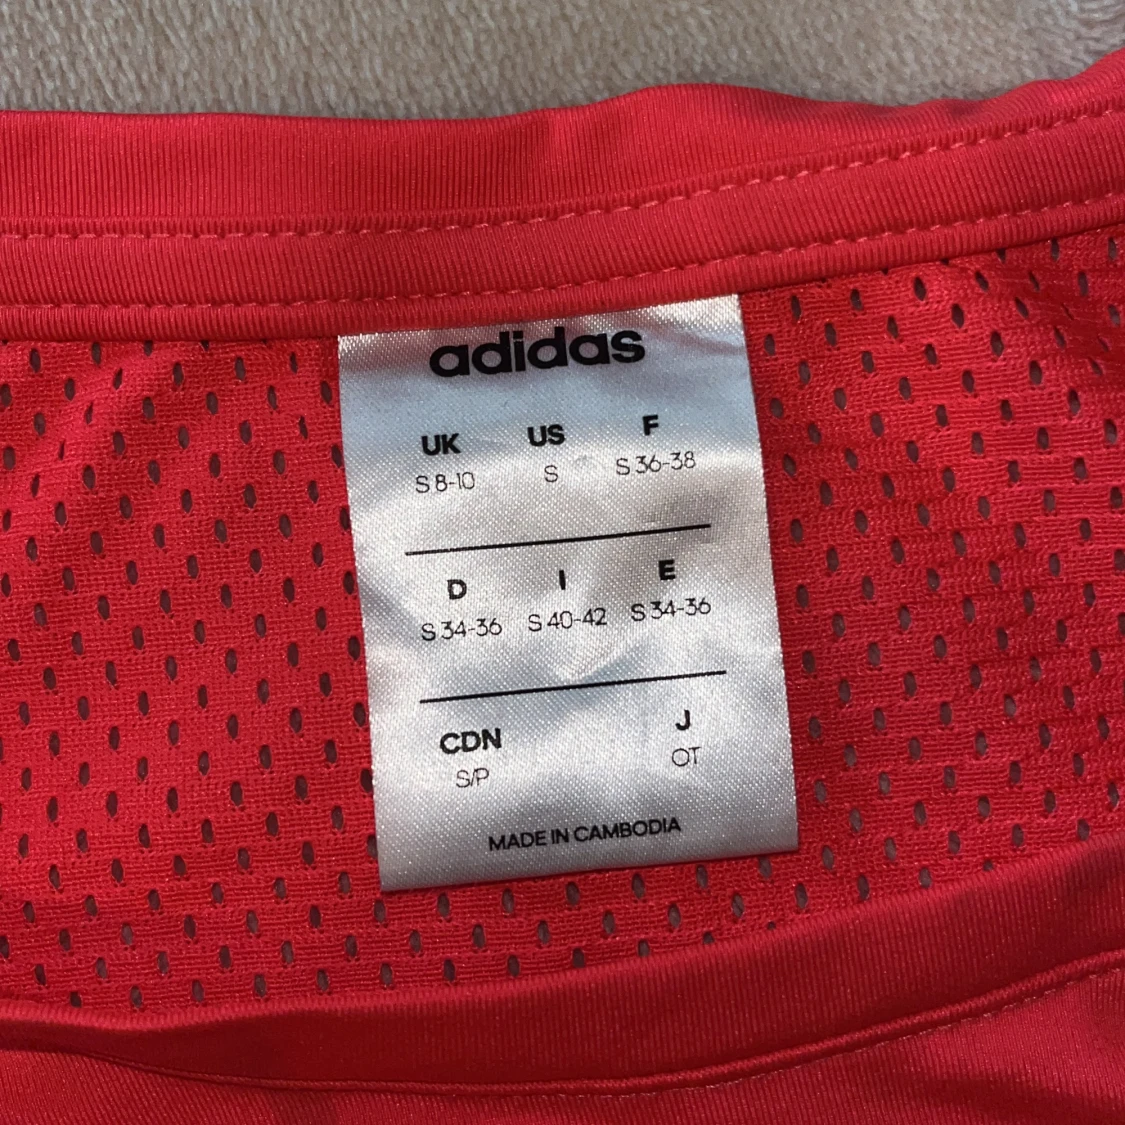 adidas
UK US F
S 8-10 S S 36-38
D I E
S 34-36 S 40-42 S 34-36
CDN J
S/P OT
MADE IN CAMBODIA